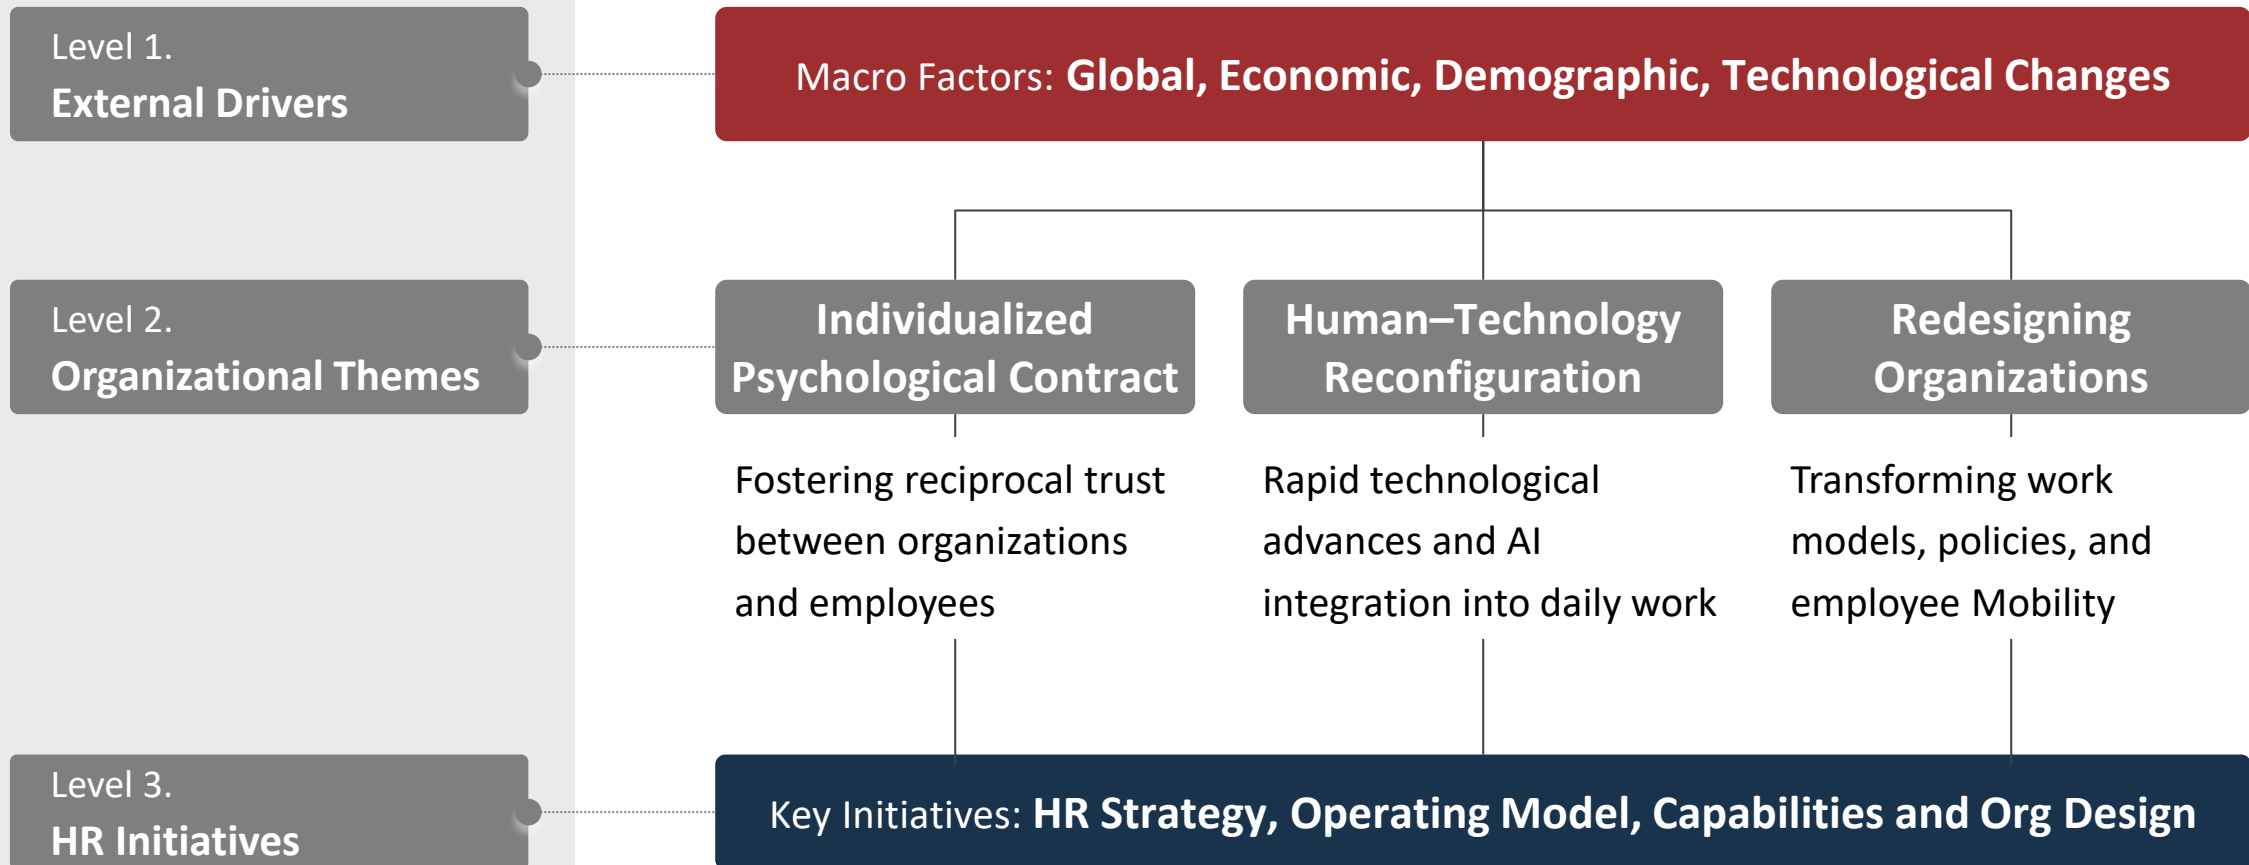 Level 1.
External Drivers
Macro Factors: Global, Economic, Demographic, Technological Changes
Level 2.
Organizational Themes
Individualized
Psychological Contract
Human–Technology
Reconfiguration
Redesigning
Organizations
Fostering reciprocal trust
between organizations
and employees
Rapid technological
advances and AI
integration into daily work
Transforming work
models, policies, and
employee Mobility
Level 3.
HR Initiatives
Key Initiatives: HR Strategy, Operating Model, Capabilities and Org Design